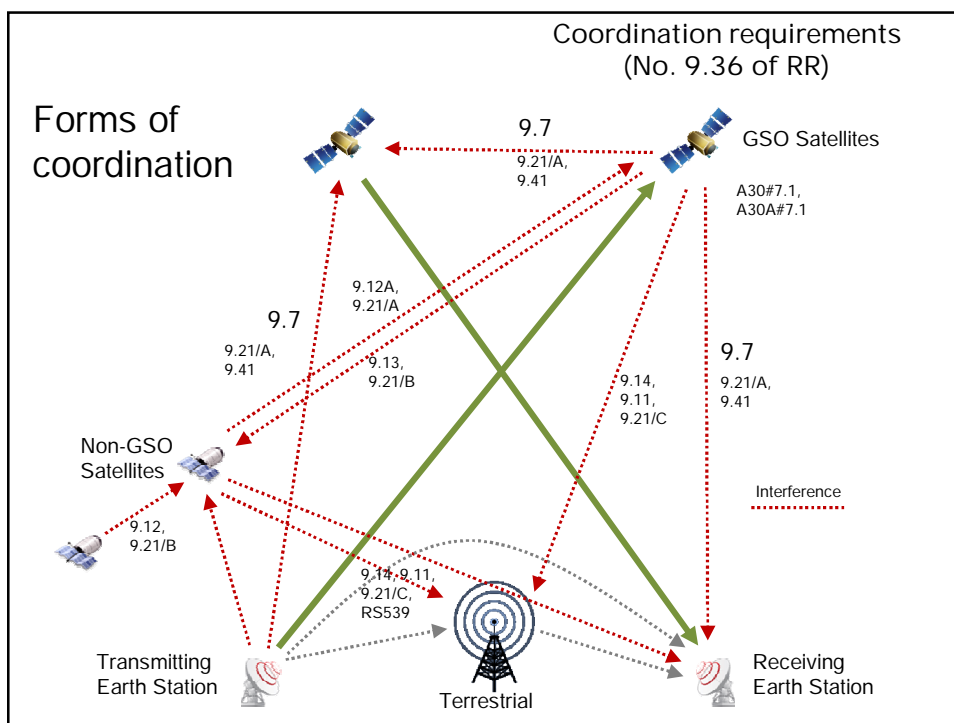 Coordination requirements
(No. 9.36 of RR)
Forms of
coordination
9.7
9.21/A,
9.41
GSO Satellites
A30#7.1,
A30A#7.1
9.12A,
9.21/A
9.7
9.21/A,
9.41
9.13,
9.21/B
9.14,
9.11,
9.21/C
9.7
9.21/A,
9.41
Non-GSO
Satellites
Interference
9.12,
9.21/B
9.14, 9.11,
9.21/C,
RS539
Transmitting
Earth Station
Terrestrial
Receiving
Earth Station